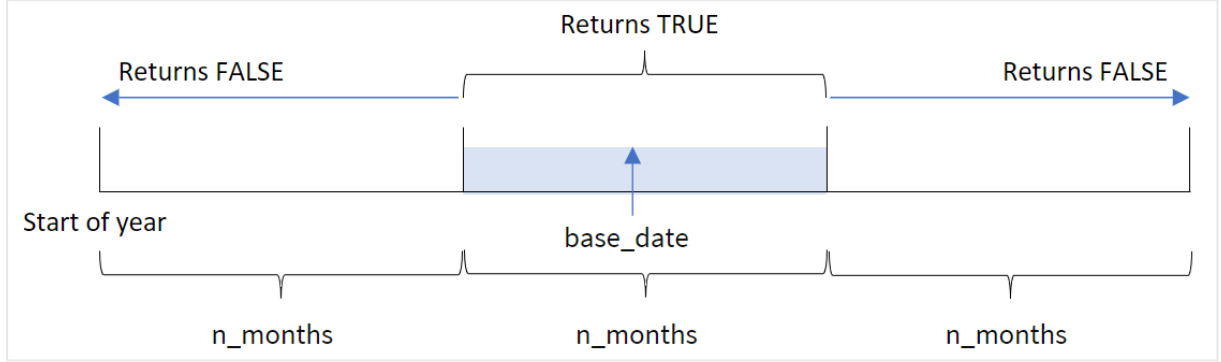 Returns TRUE
Returns FALSE
Returns FALSE
Start of year
base_date
n_months
n_months
n_months